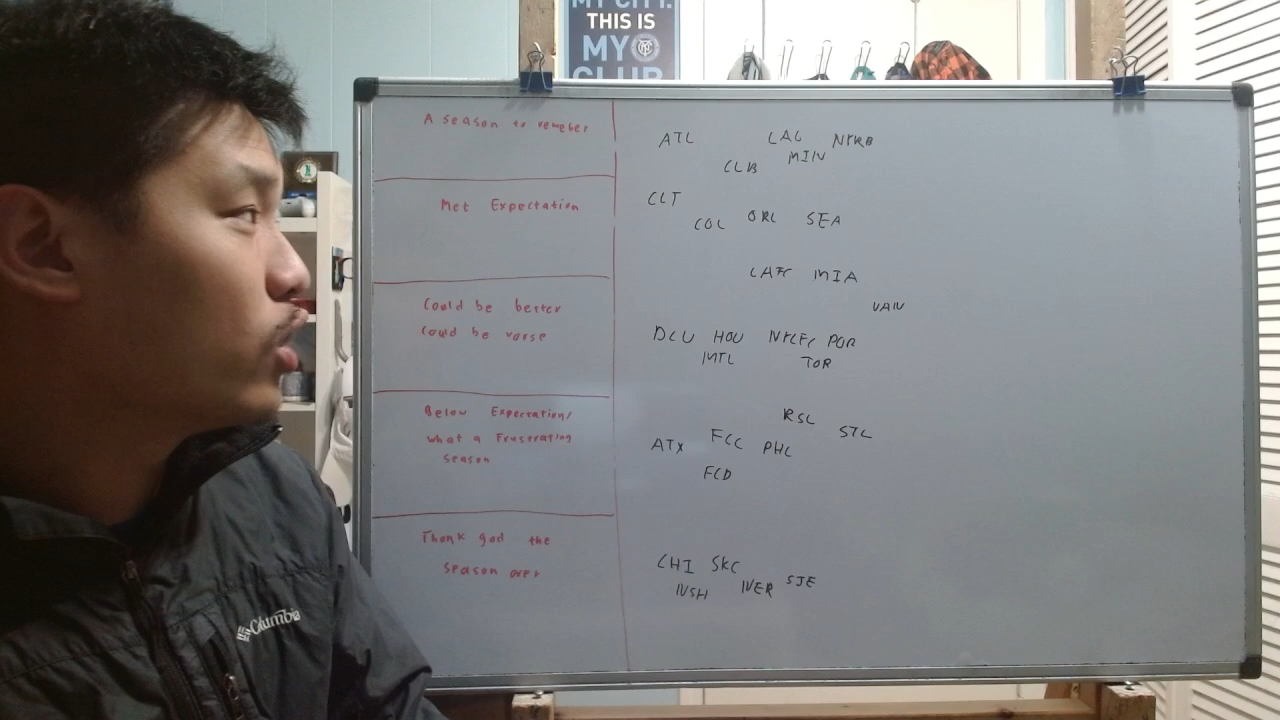 MY CITY.
THIS IS
MY
CLUB
A season to remeber
ATL LAG NYRB
CLB MIN
Met Expectation
CLT
COL ORL SEA
LAFC MIA
VAN
Could be better
Could be worse
DCU HOU NYCFC POR
MTL TOR
Below Expectation/
what a Frustrating
season
RSL
STL
ATX FCC PHL
FCD
Thank god the
season over
CHI SKC
NSH NER SJE
Columbia